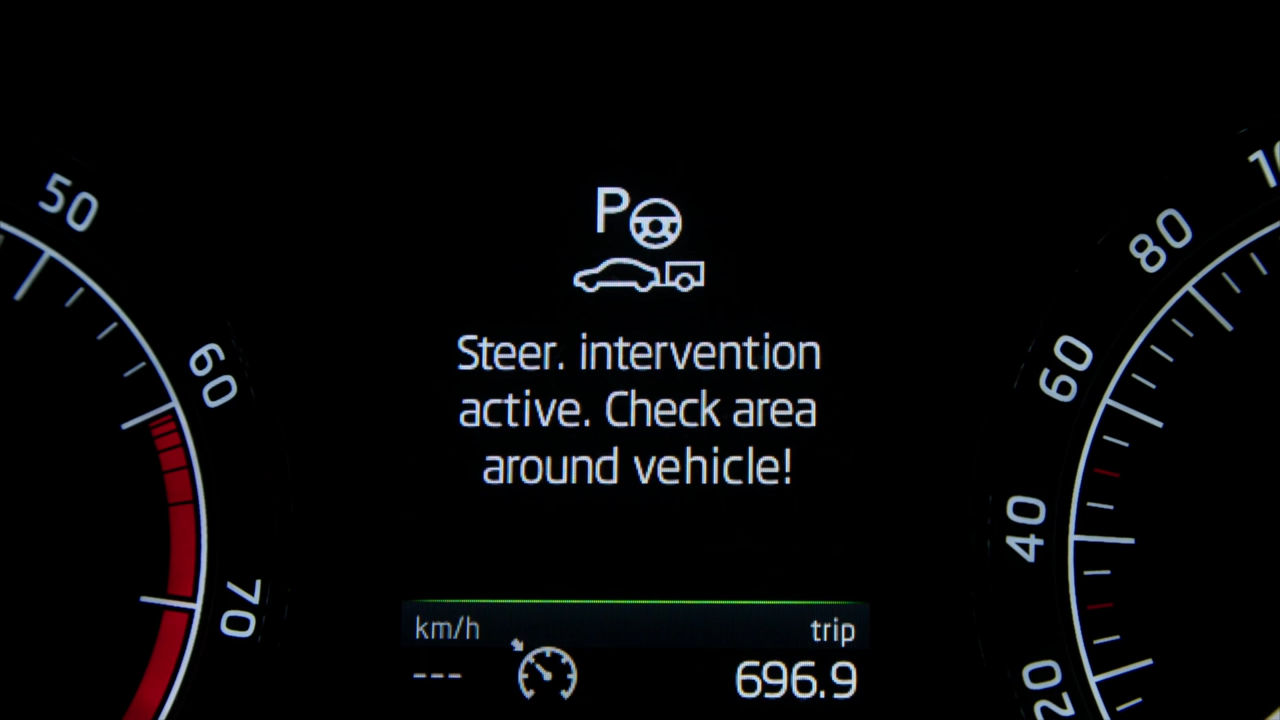 P
Steer. intervention
active. Check area
around vehicle!
50
60
70
80
60
40
20
km/h
trip
---
696.9